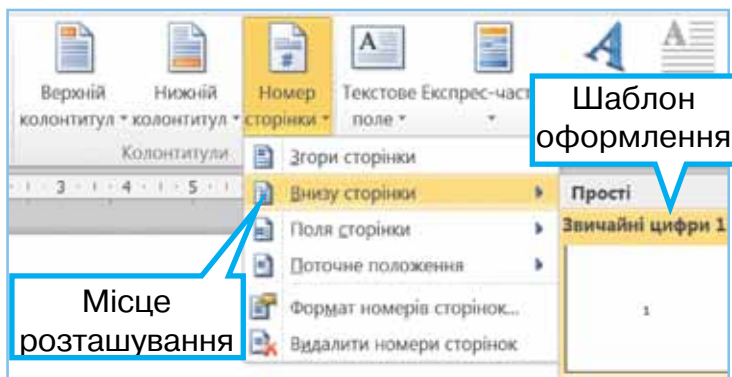 Верхній колонтитул
Нижній колонтитул
Номер сторінки
Текстове поле
Експрес-част
Колонтитули
Шаблон
оформлення
3 4 5
Згори сторінки
Внизу сторінки
Поля сторінки
Поточне положення
Формат номерів сторінок...
Видалити номери сторінок
Прості
Звичайні цифри 1
1
Місце
розташування